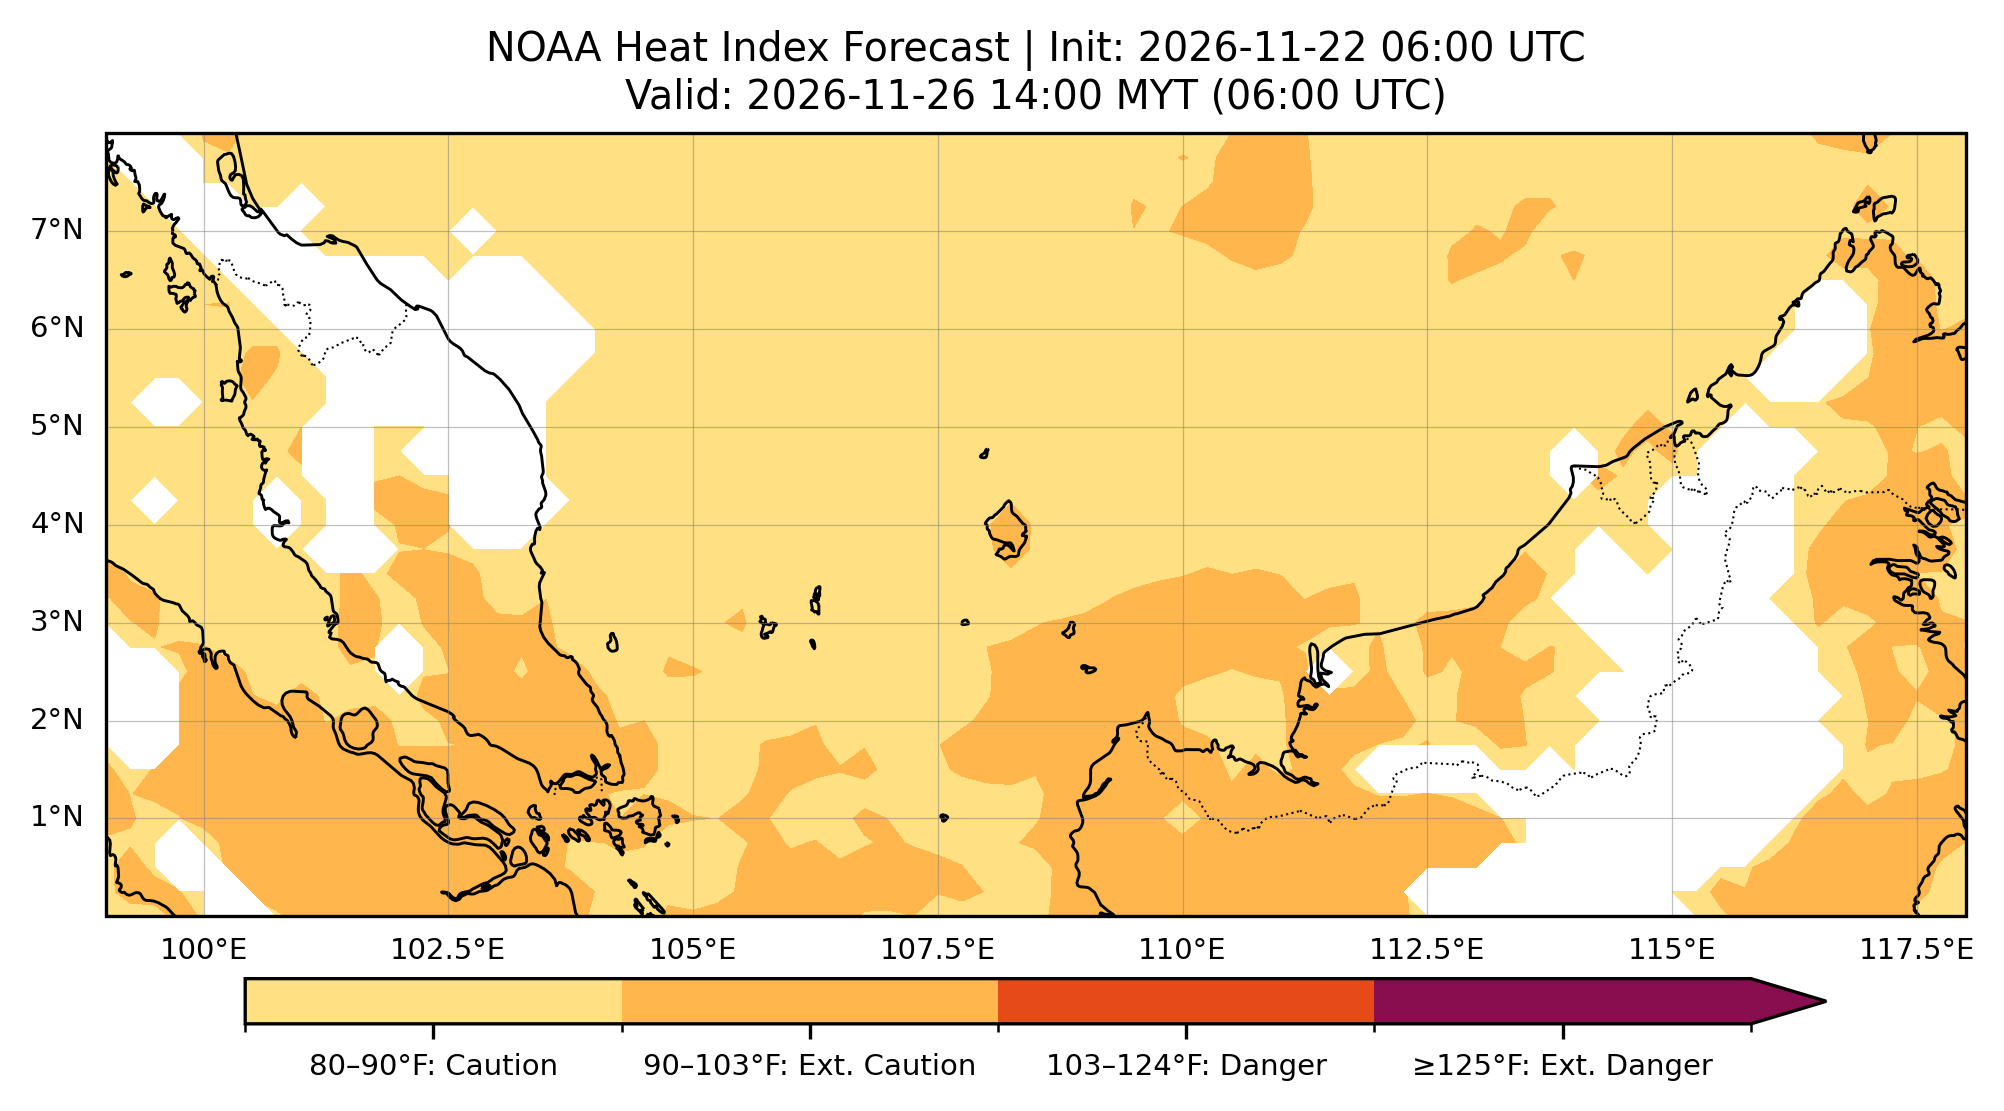 NOAA Heat Index Forecast | Init: 2026-11-22 06:00 UTC
Valid: 2026-11-26 14:00 MYT (06:00 UTC)
7°N
6°N
5°N
4°N
3°N
2°N
1°N
100°E 102.5°E 105°E 107.5°E 110°E 112.5°E 115°E 117.5°E
80–90°F: Caution 90–103°F: Ext. Caution 103–124°F: Danger ≥125°F: Ext. Danger